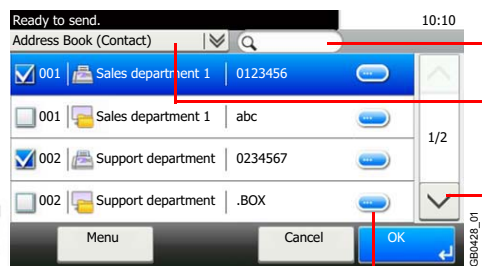 Ready to send. 10:10
Address Book (Contact)
001 Sales department 1 0123456
001 Sales department 1 abc
002 Support department 0234567
002 Support department .BOX
1/2
Menu Cancel OK
GB0428_01